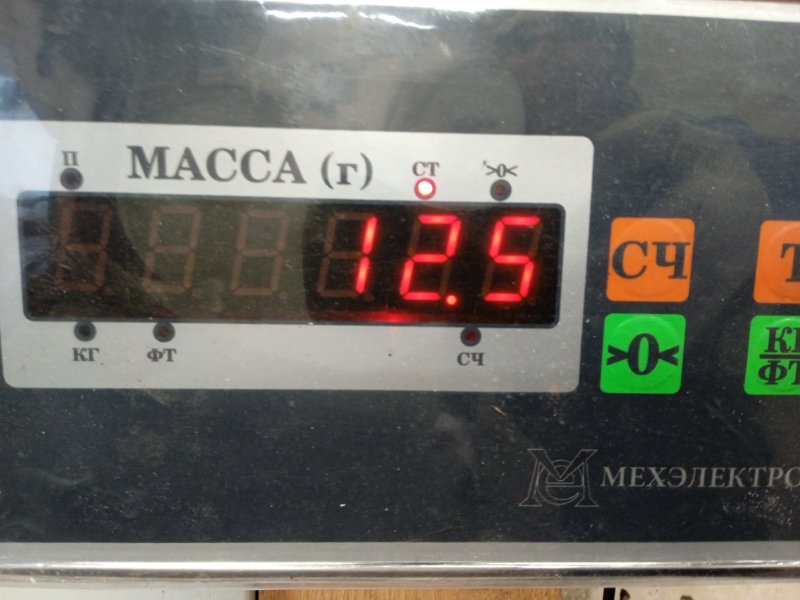 П МАССА (г) СТ >0<
12.5
КГ ФТ СЧ
СЧ
>0<
МЕХЭЛЕКТРО